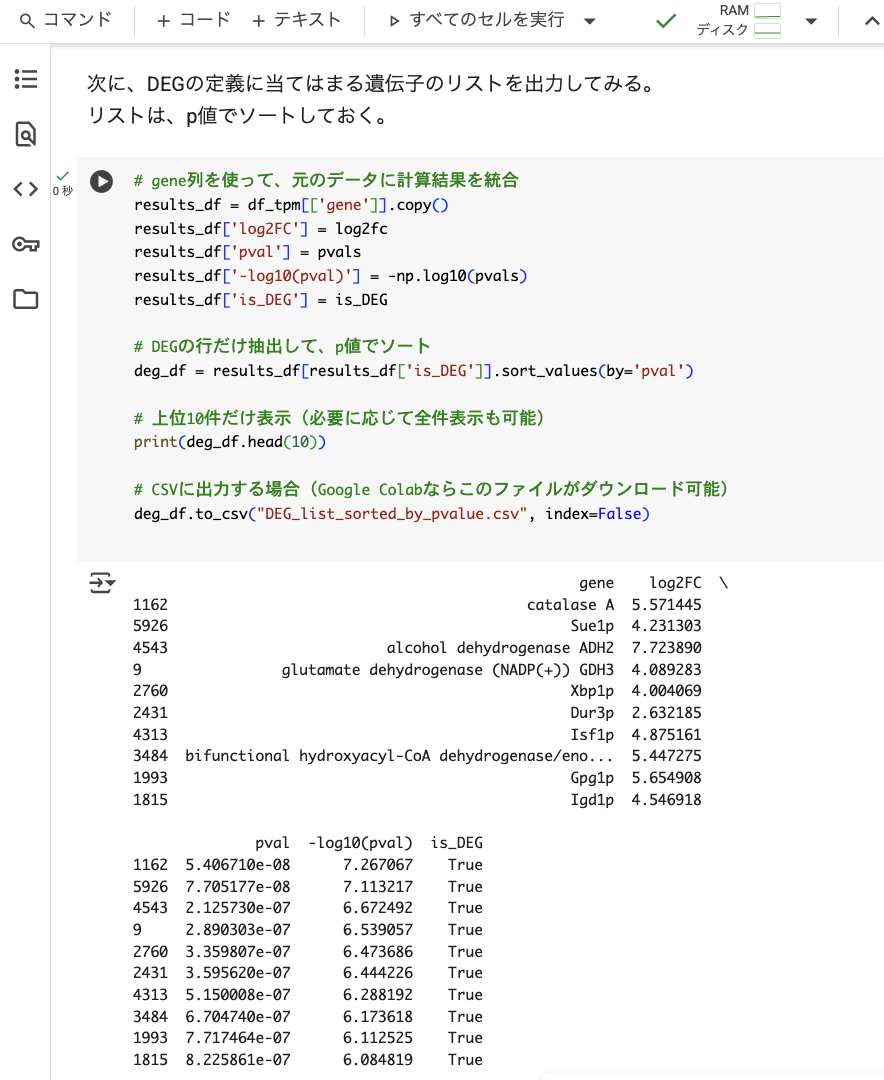 コマンド + コード + テキスト すべてのセルを実行 RAM
ディスク
次に、DEGの定義に当てはまる遺伝子のリストを出力してみる。
リストは、p値でソートしておく。
0 秒
# gene列を使って、元のデータに計算結果を統合
results_df = df_tpm[['gene']].copy()
results_df['log2FC'] = log2fc
results_df['pval'] = pvals
results_df['-log10(pval)'] = -np.log10(pvals)
results_df['is_DEG'] = is_DEG
# DEGの行だけ抽出して、p値でソート
deg_df = results_df[results_df['is_DEG']].sort_values(by='pval')
# 上位10件だけ表示（必要に応じて全件表示も可能）
print(deg_df.head(10))
# CSVに出力する場合（Google Colabならこのファイルがダウンロード可能）
deg_df.to_csv("DEG_list_sorted_by_pvalue.csv", index=False)
gene log2FC \
1162 catalase A 5.571445
5926 Sue1p 4.231303
4543 alcohol dehydrogenase ADH2 7.723890
9 glutamate dehydrogenase (NADP(+)) GDH3 4.089283
2760 Xbp1p 4.004069
2431 Dur3p 2.632185
4313 Isf1p 4.875161
3484 bifunctional hydroxyacyl-CoA dehydrogenase/eno... 5.447275
1993 Gpg1p 5.654908
1815 Igd1p 4.546918
pval -log10(pval) is_DEG
1162 5.406710e-08 7.267067 True
5926 7.705177e-08 7.113217 True
4543 2.125730e-07 6.672492 True
9 2.890303e-07 6.539057 True
2760 3.359807e-07 6.473686 True
2431 3.595620e-07 6.444226 True
4313 5.150008e-07 6.288192 True
3484 6.704740e-07 6.173618 True
1993 7.717464e-07 6.112525 True
1815 8.225861e-07 6.084819 True